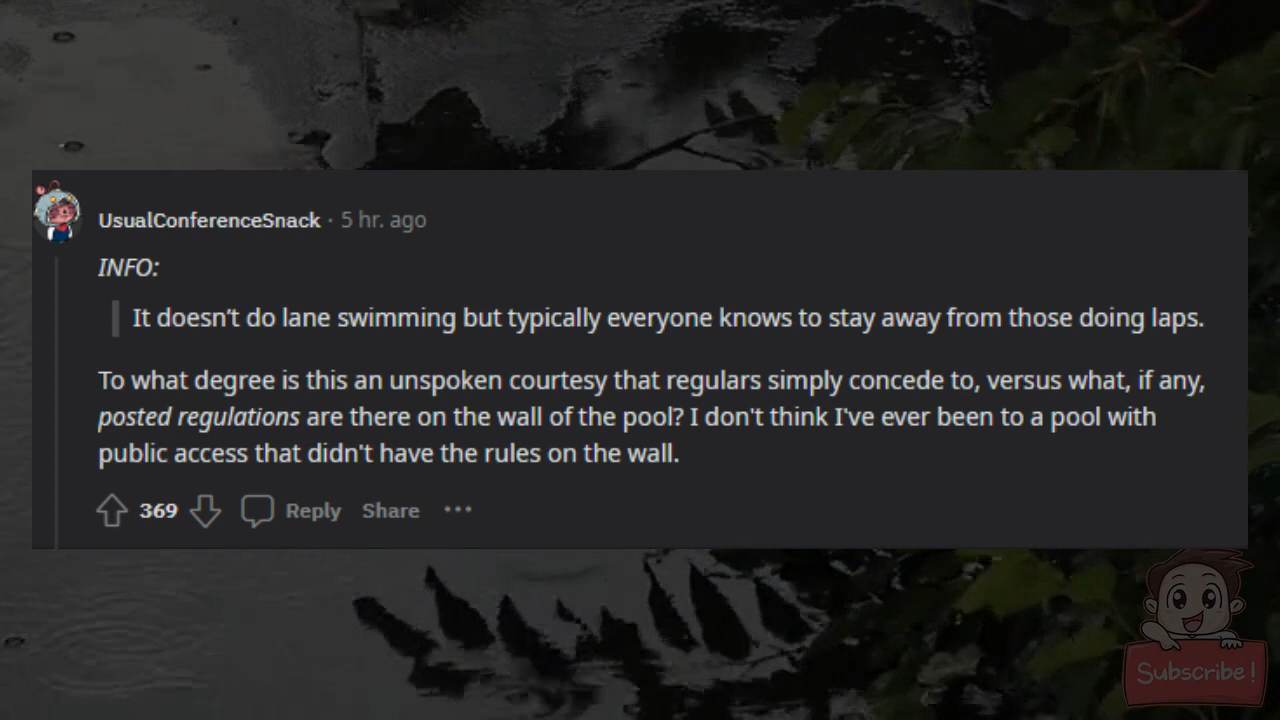 UsualConferenceSnack · 5 hr. ago
INFO:
It doesn’t do lane swimming but typically everyone knows to stay away from those doing laps.
To what degree is this an unspoken courtesy that regulars simply concede to, versus what, if any,
posted regulations are there on the wall of the pool? I don't think I've ever been to a pool with
public access that didn't have the rules on the wall.
369 Reply Share ···
Subscribe!